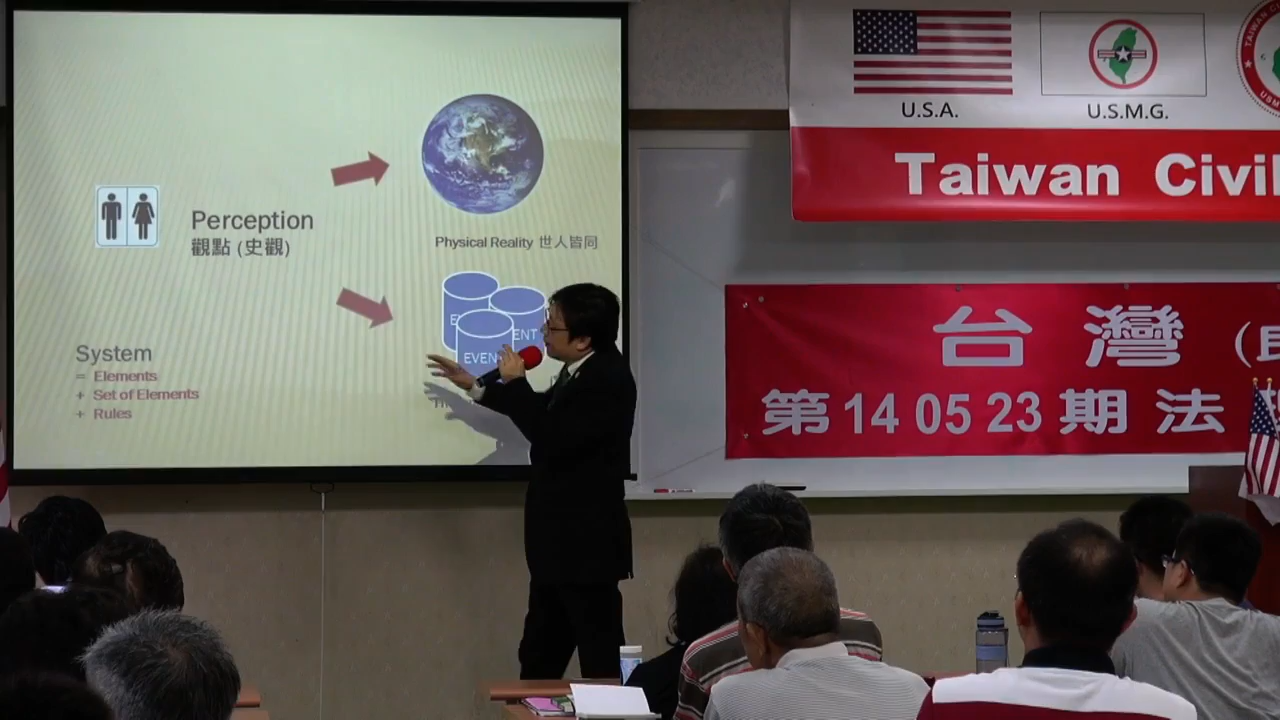 Perception
觀點 (史觀)
Physical Reality 世人皆同
EVENT
System
= Elements
+ Set of Elements
+ Rules
U.S.A.
U.S.M.G.
Taiwan Civil
台灣
第 14 05 23 期 法